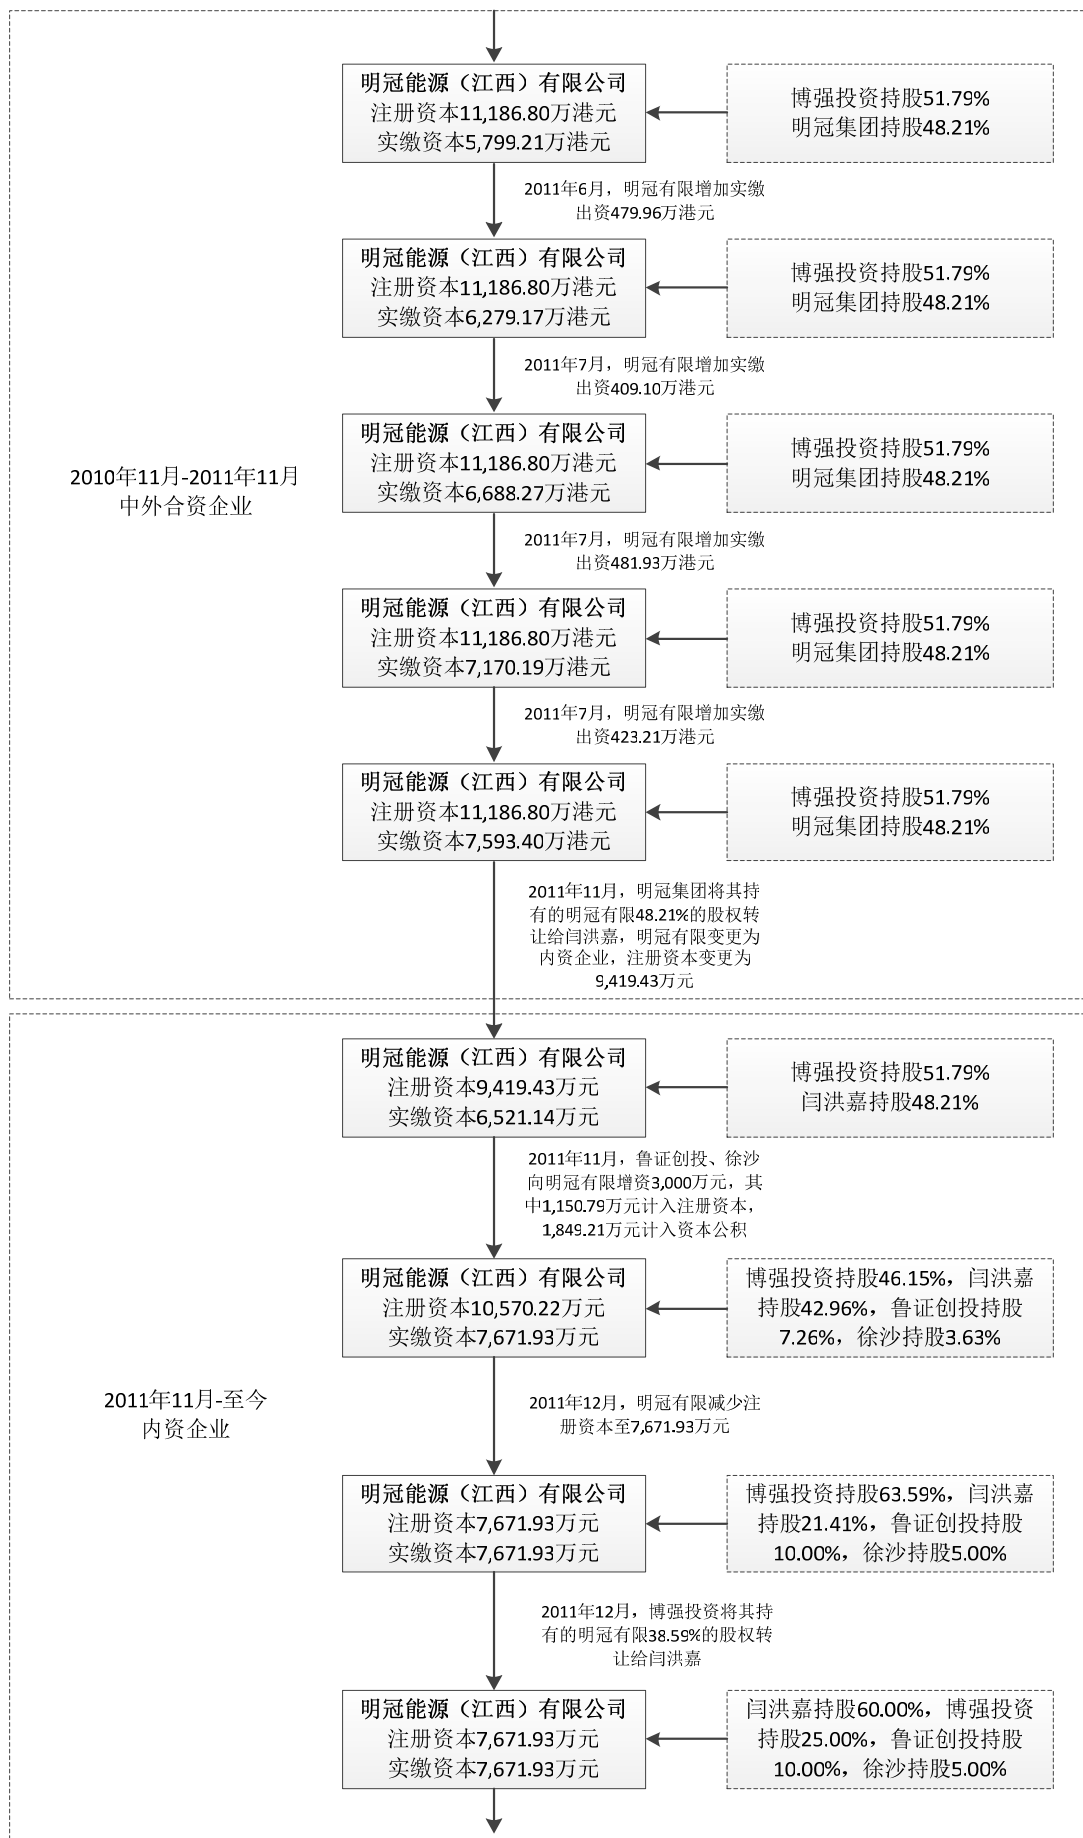 明冠能源（江西）有限公司
注册资本11,186.80万港元
实缴资本5,799.21万港元
博强投资持股51.79%
明冠集团持股48.21%
2011年6月，明冠有限增加实缴
出资479.96万港元
明冠能源（江西）有限公司
注册资本11,186.80万港元
实缴资本6,279.17万港元
博强投资持股51.79%
明冠集团持股48.21%
2011年7月，明冠有限增加实缴
出资409.10万港元
2010年11月-2011年11月
中外合资企业
明冠能源（江西）有限公司
注册资本11,186.80万港元
实缴资本6,688.27万港元
博强投资持股51.79%
明冠集团持股48.21%
2011年7月，明冠有限增加实缴
出资481.93万港元
明冠能源（江西）有限公司
注册资本11,186.80万港元
实缴资本7,170.19万港元
博强投资持股51.79%
明冠集团持股48.21%
2011年7月，明冠有限增加实缴
出资423.21万港元
明冠能源（江西）有限公司
注册资本11,186.80万港元
实缴资本7,593.40万港元
博强投资持股51.79%
明冠集团持股48.21%
2011年11月，明冠集团将其持
有的明冠有限48.21%的股权转
让给闫洪嘉，明冠有限变更为
内资企业，注册资本变更为
9,419.43万元
明冠能源（江西）有限公司
注册资本9,419.43万元
实缴资本6,521.14万元
博强投资持股51.79%
闫洪嘉持股48.21%
2011年11月，鲁证创投、徐沙
向明冠有限增资3,000万元，其
中1,150.79万元计入注册资本，
1,849.21万元计入资本公积
明冠能源（江西）有限公司
注册资本10,570.22万元
实缴资本7,671.93万元
博强投资持股46.15%，闫洪嘉
持股42.96%，鲁证创投持股
7.26%，徐沙持股3.63%
2011年11月-至今
内资企业
2011年12月，明冠有限减少注
册资本至7,671.93万元
明冠能源（江西）有限公司
注册资本7,671.93万元
实缴资本7,671.93万元
博强投资持股63.59%，闫洪嘉
持股21.41%，鲁证创投持股
10.00%，徐沙持股5.00%
2011年12月，博强投资将其持
有的明冠有限38.59%的股权转
让给闫洪嘉
明冠能源（江西）有限公司
注册资本7,671.93万元
实缴资本7,671.93万元
闫洪嘉持股60.00%，博强投资
持股25.00%，鲁证创投持股
10.00%，徐沙持股5.00%